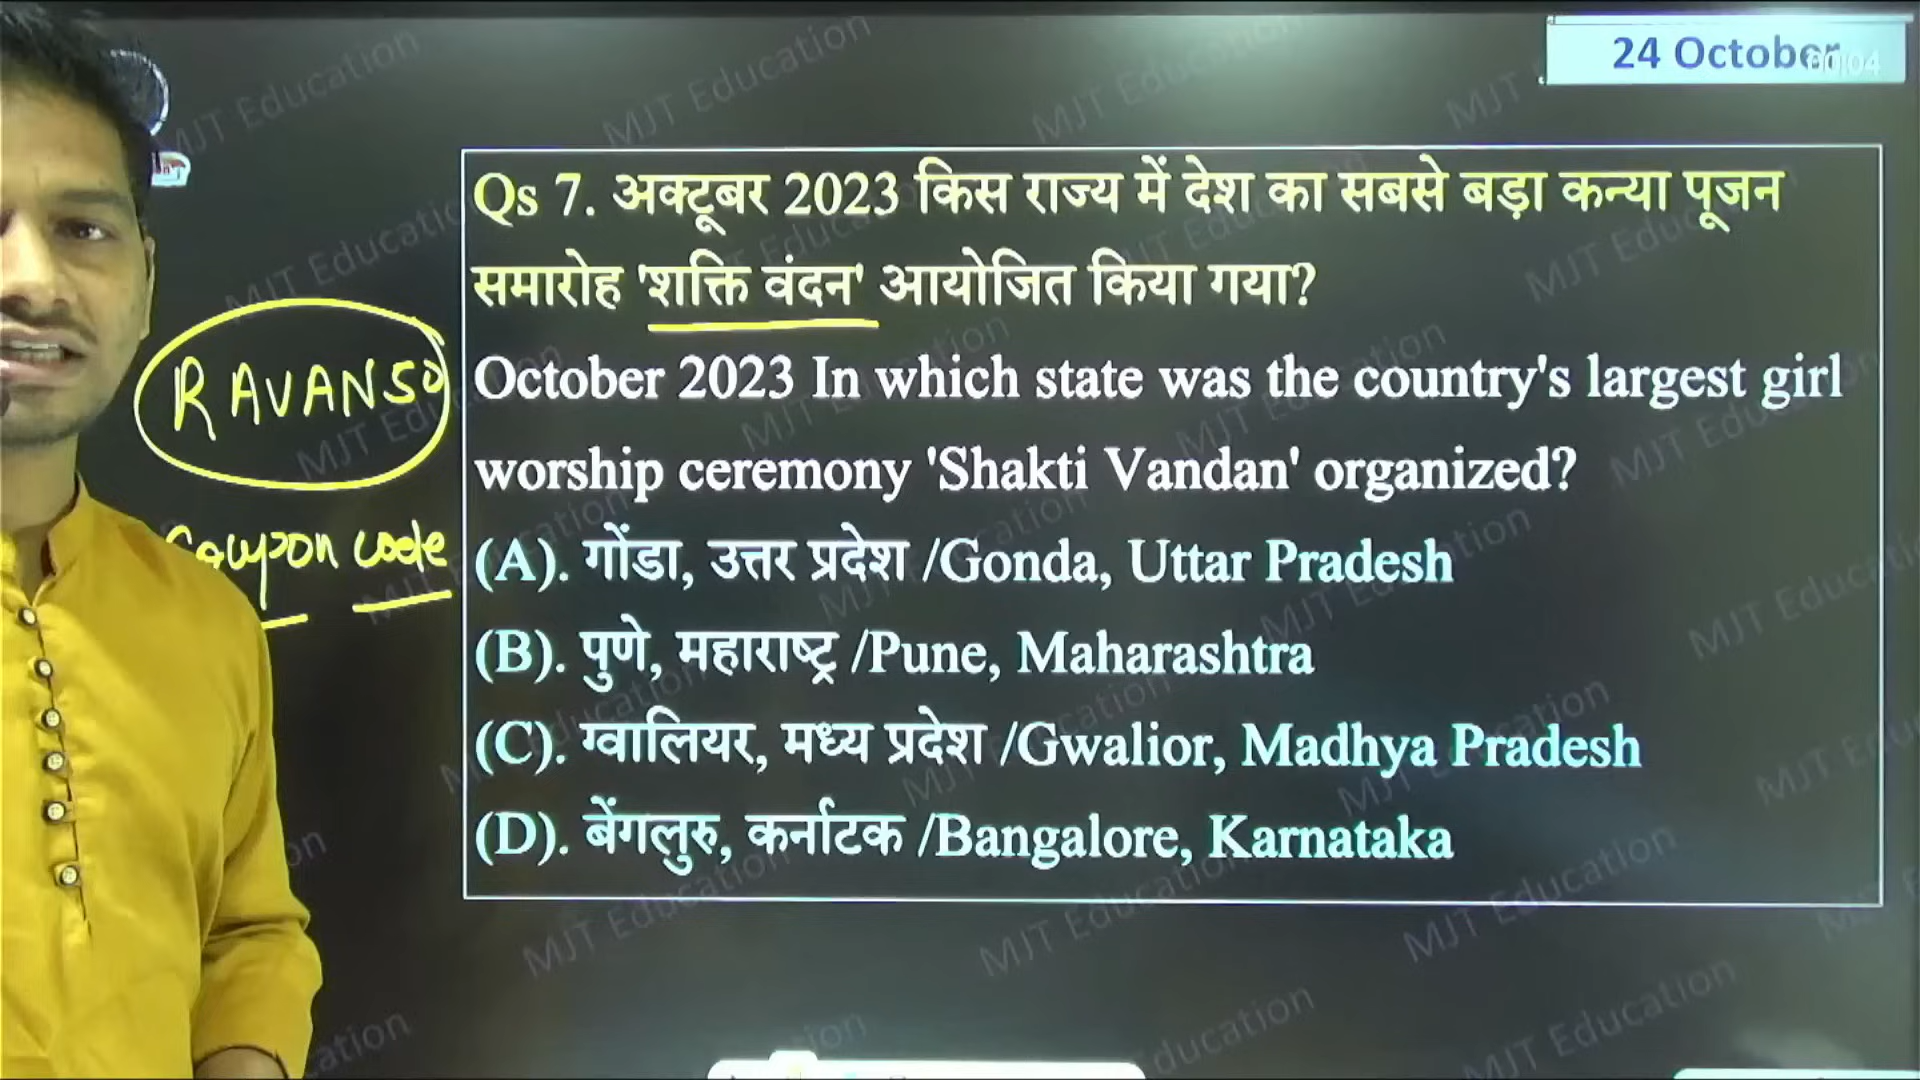 24 October
Qs 7. अक्टूबर 2023 किस राज्य में देश का सबसे बड़ा कन्या पूजन
समारोह 'शक्ति वंदन' आयोजित किया गया?
October 2023 In which state was the country's largest girl
worship ceremony 'Shakti Vandan' organized?
(A). गोंडा, उत्तर प्रदेश /Gonda, Uttar Pradesh
(B). पुणे, महाराष्ट्र /Pune, Maharashtra
(C). ग्वालियर, मध्य प्रदेश /Gwalior, Madhya Pradesh
(D). बेंगलुरु, कर्नाटक /Bangalore, Karnataka
RAVAN50
Coupon code
MJT Education